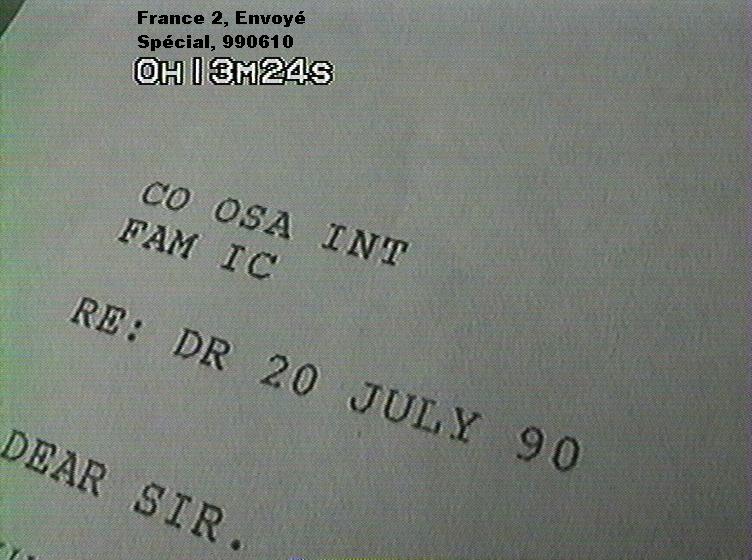 France 2, Envoyé
Spécial, 990610
0H13M24S
CO OSA INT
FAM IC
RE: DR 20 JULY 90
DEAR SIR.